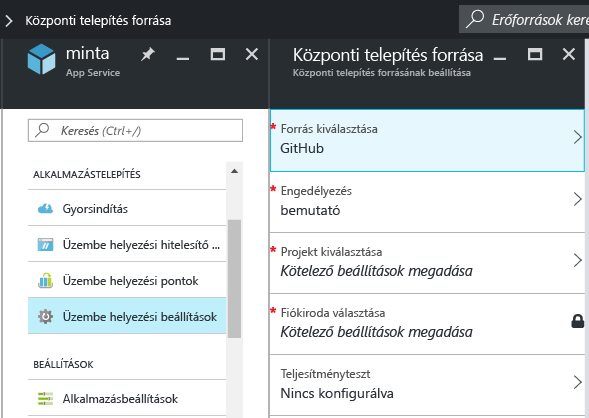 Központi telepítés forrása
Erőforrások kere
minta
App Service
Keresés (Ctrl+/)
ALKALMAZÁSTELEPÍTÉS
Gyorsindítás
Üzembe helyezési hitelesítő ...
Üzembe helyezési pontok
Üzembe helyezési beállítások
BEÁLLÍTÁSOK
Alkalmazásbeállítások
Központi telepítés forrása
Központi telepítés forrásának beállítása
* Forrás kiválasztása
GitHub
* Engedélyezés
bemutató
* Projekt kiválasztása
Kötelező beállítások megadása
* Fiókiroda választása
Kötelező beállítások megadása
Teljesítményteszt
Nincs konfigurálva